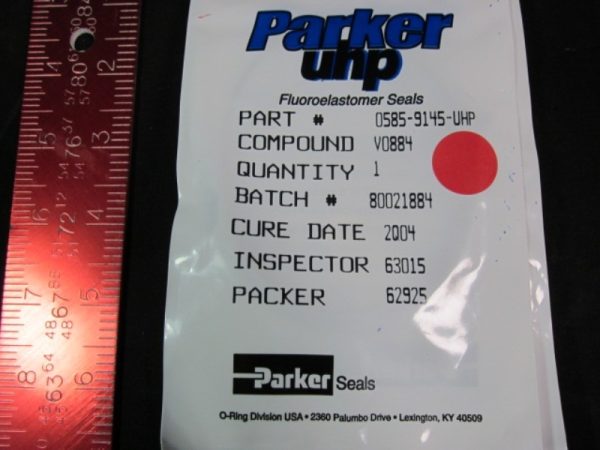 Parker
uhp
Fluoroelastomer Seals
PART # 0585-9145-UHP
COMPOUND V0884
QUANTITY 1
BATCH # 80021884
CURE DATE 2Q04
INSPECTOR 63015
PACKER 62925
Parker Seals
O-Ring Division USA • 2360 Palumbo Drive • Lexington, KY 40509